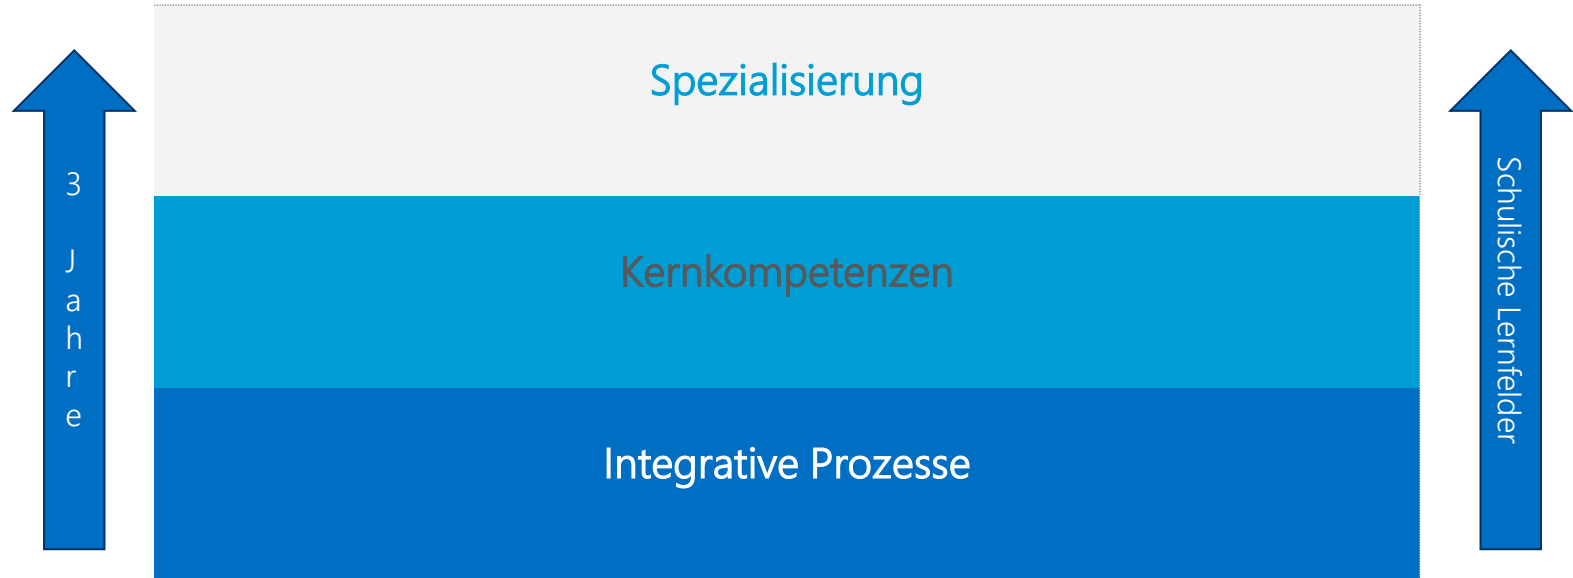 Spezialisierung
3 Jahre
Kernkompetenzen
Schulische Lernfelder
Integrative Prozesse